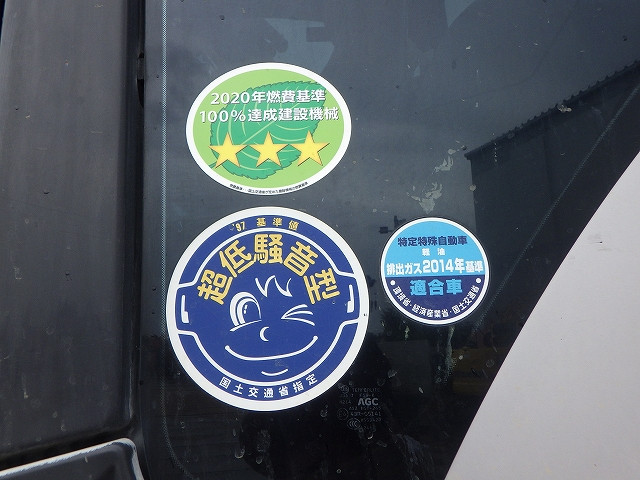 2020年燃費基準
100%達成建設機械
'97 基準値
超低騒音型
国土交通省指定
特定特殊自動車
軽油
排出ガス2014年基準
適合車
環境省・経済産業省・国土交通省
AGC